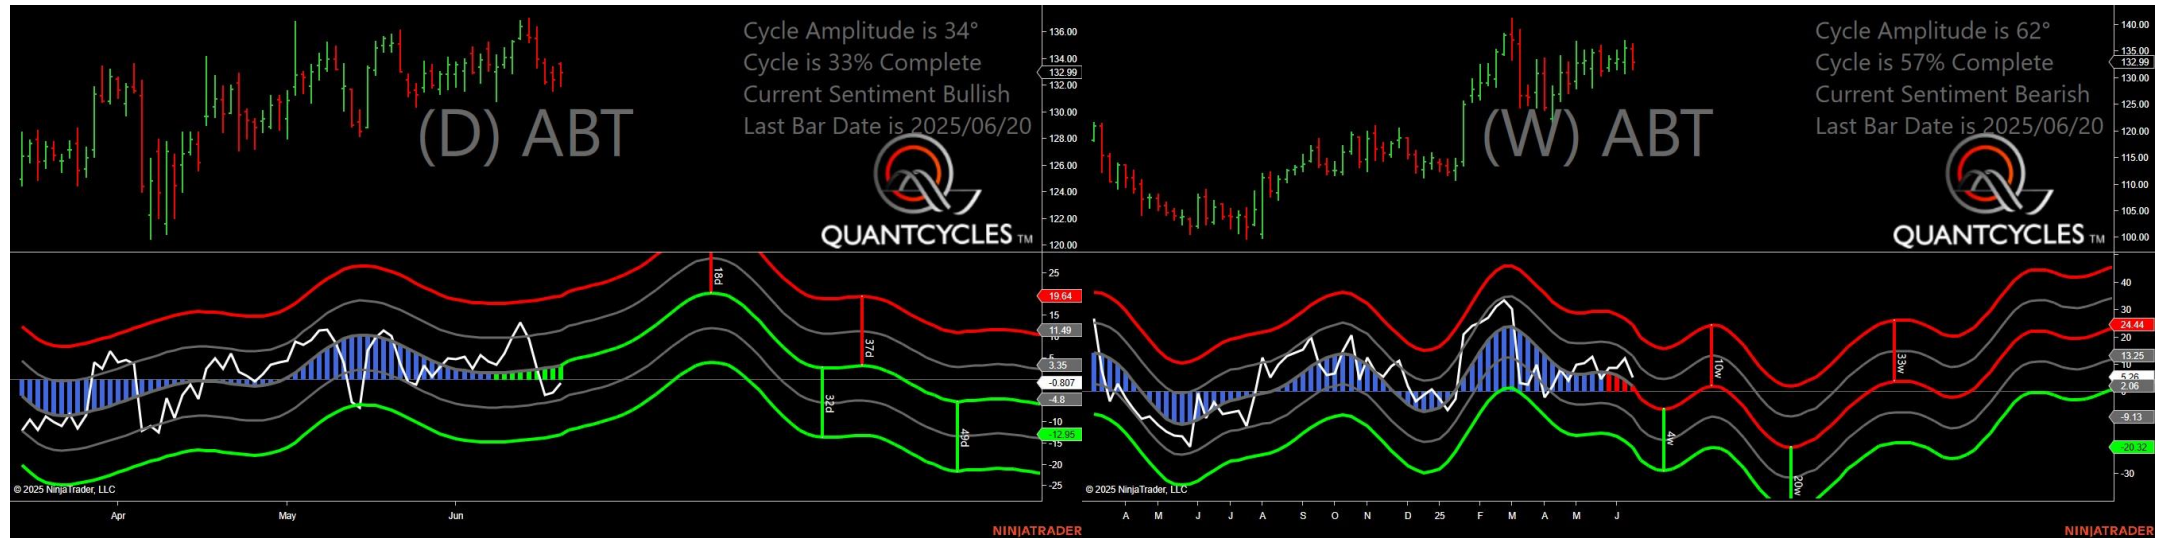 Cycle Amplitude is 34°
Cycle is 33% Complete
Current Sentiment Bullish
Last Bar Date is 2025/06/20
(D) ABT
QUANTCYCLES TM
136.00
134.00
132.99
132.00
130.00
128.00
126.00
124.00
122.00
120.00
25
19.64
15
11.49
10
5
3.35
-0.807
-4.8
-10
-12.95
-15
-20
-25
18d
37d
32d
49d
© 2025 NinjaTrader, LLC
Apr May Jun
NINJATRADER
Cycle Amplitude is 62°
Cycle is 57% Complete
Current Sentiment Bearish
Last Bar Date is 2025/06/20
(W) ABT
QUANTCYCLES TM
140.00
135.00
132.99
130.00
125.00
120.00
115.00
110.00
105.00
100.00
40
30
24.44
20
13.25
10
5.26
2.06
-9.13
-20.32
-30
10w
33w
4w
20w
© 2025 NinjaTrader, LLC
A M J J A S O N D 25 F M A M J
NINJATRADER